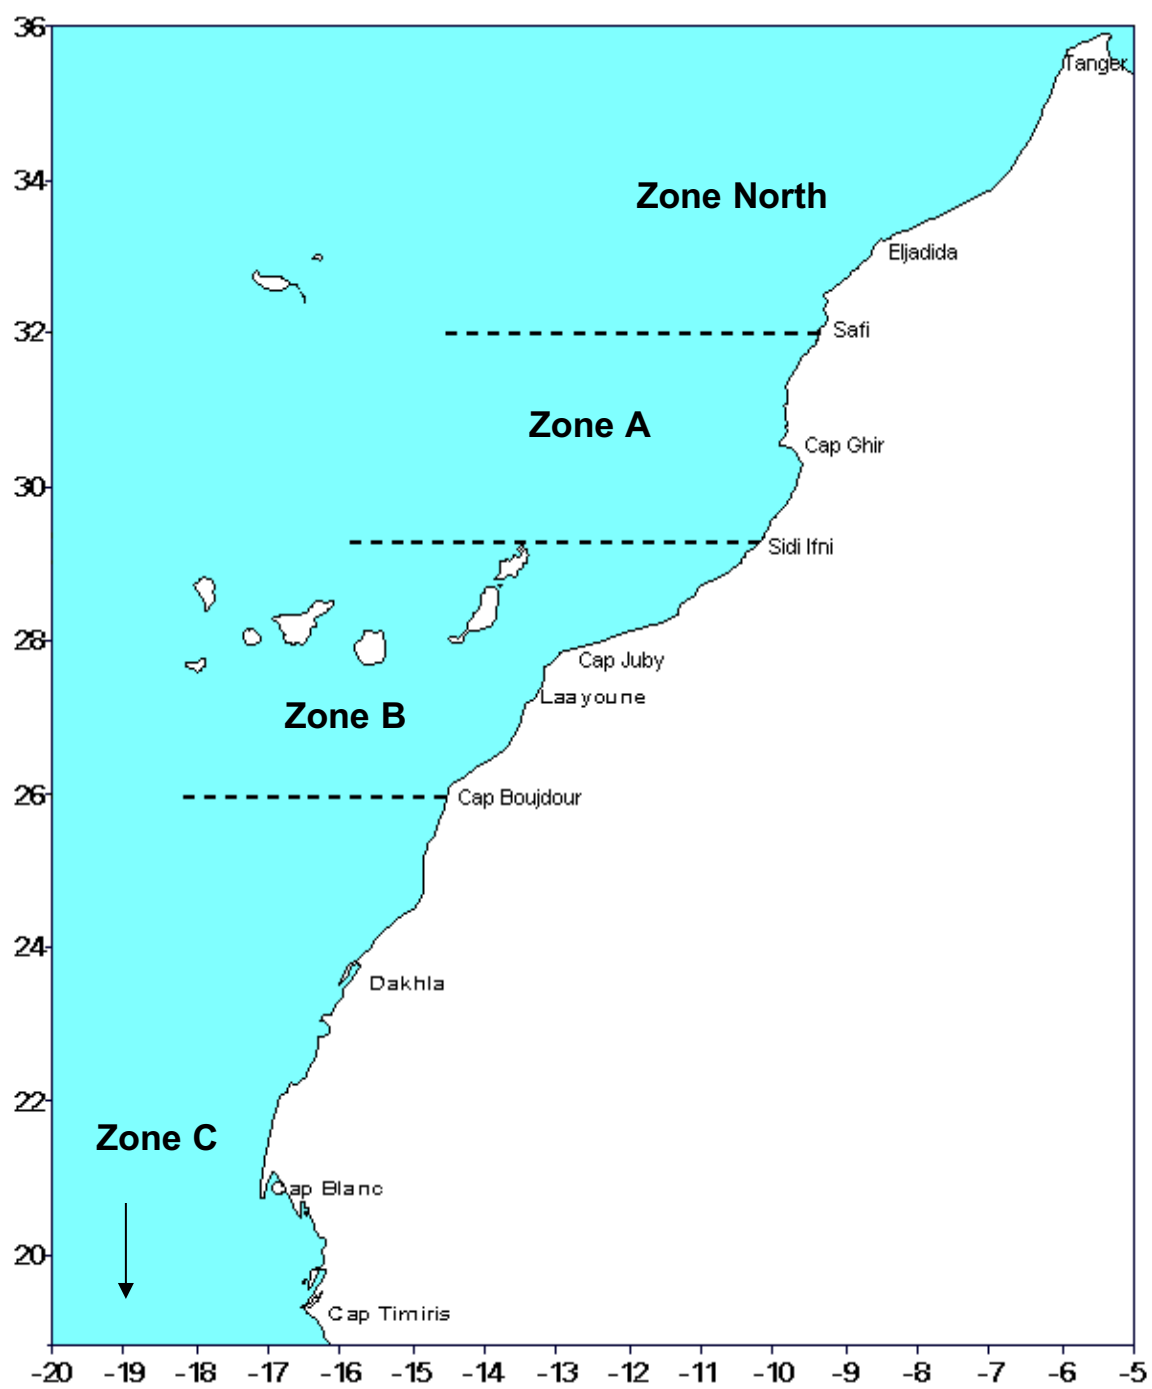 36
Tanger
34
Zone North
Eljadida
32
Safi
Zone A
Cap Ghir
30
Sidi Ifni
28
Cap Juby
Laayoune
Zone B
26
Cap Boujdour
24
Dakhla
22
Zone C
Cap Blanc
20
Cap Timiris
-20 -19 -18 -17 -16 -15 -14 -13 -12 -11 -10 -9 -8 -7 -6 -5